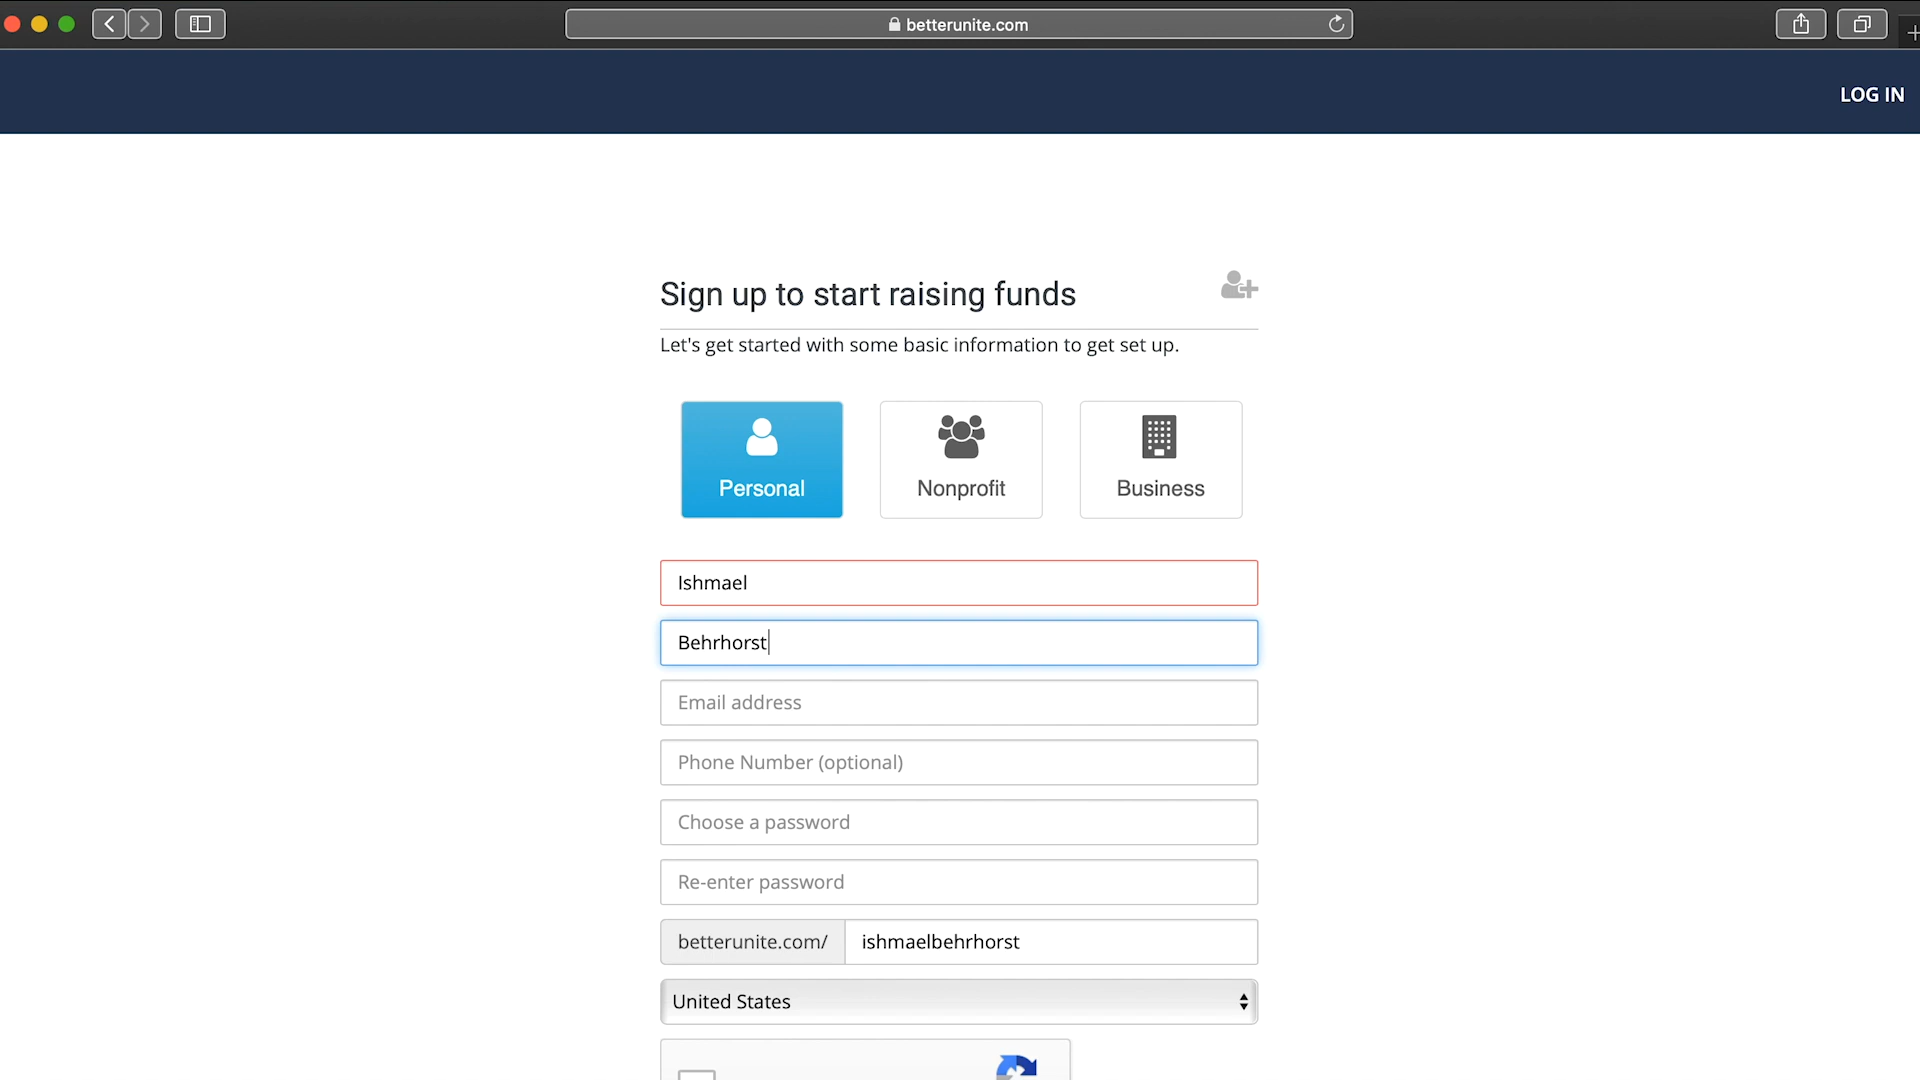 betterunite.com
LOG IN
Sign up to start raising funds
Let's get started with some basic information to get set up.
Personal
Nonprofit
Business
Ishmael
Behrhorst
Email address
Phone Number (optional)
Choose a password
Re-enter password
betterunite.com/ ishmaelbehrhorst
United States